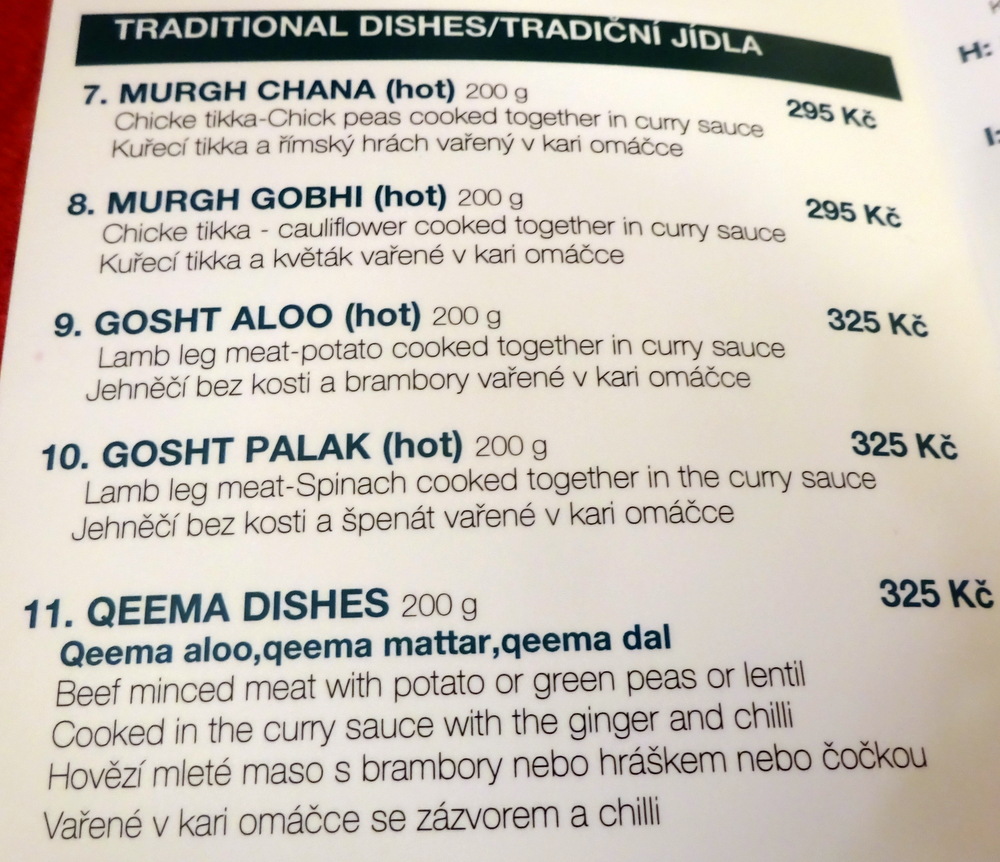 TRADITIONAL DISHES/TRADIČNÍ JÍDLA
7. MURGH CHANA (hot) 200 g 295 Kč
Chicke tikka-Chick peas cooked together in curry sauce
Kuřecí tikka a římský hrách vařený v kari omáčce
8. MURGH GOBHI (hot) 200 g 295 Kč
Chicke tikka - cauliflower cooked together in curry sauce
Kuřecí tikka a květák vařené v kari omáčce
9. GOSHT ALOO (hot) 200 g 325 Kč
Lamb leg meat-potato cooked together in curry sauce
Jehněčí bez kosti a brambory vařené v kari omáčce
10. GOSHT PALAK (hot) 200 g 325 Kč
Lamb leg meat-Spinach cooked together in the curry sauce
Jehněčí bez kosti a špenát vařené v kari omáčce
11. QEEMA DISHES 200 g 325 Kč
Qeema aloo,qeema mattar,qeema dal
Beef minced meat with potato or green peas or lentil
Cooked in the curry sauce with the ginger and chilli
Hovězí mleté maso s brambory nebo hráškem nebo čočkou
Vařené v kari omáčce se zázvorem a chilli
H: